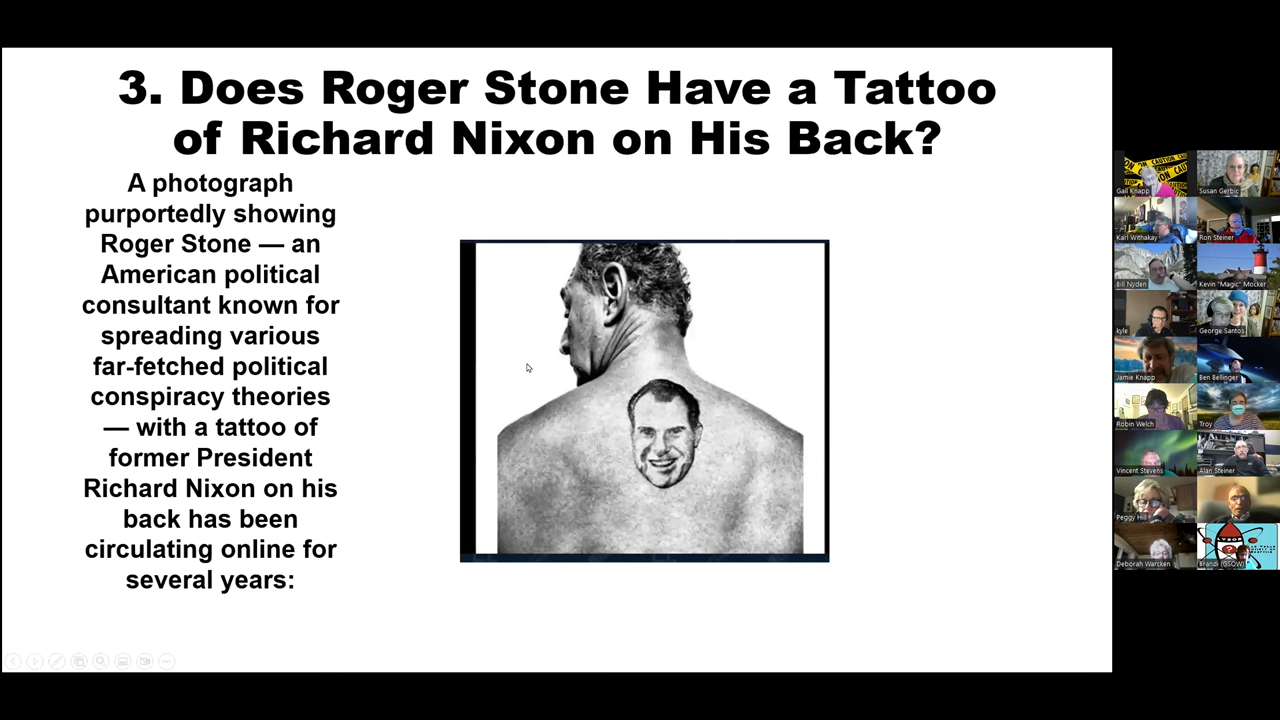 3. Does Roger Stone Have a Tattoo
of Richard Nixon on His Back?
A photograph
purportedly showing
Roger Stone — an
American political
consultant known for
spreading various
far-fetched political
conspiracy theories
— with a tattoo of
former President
Richard Nixon on his
back has been
circulating online for
several years:
CAUTION
Gail Knapp
Susan Gerbic
Karl Withakay
Ron Steiner
Bill Nyden
Kevin "Magic" Mocker
kyle
George Santos
Jamie Knapp
Ben Bellinger
Robin Welch
Troy
Vincent Stevens
Alan Steiner
Peggy Hill
Deborah Warcken
Brandi (GSOW)